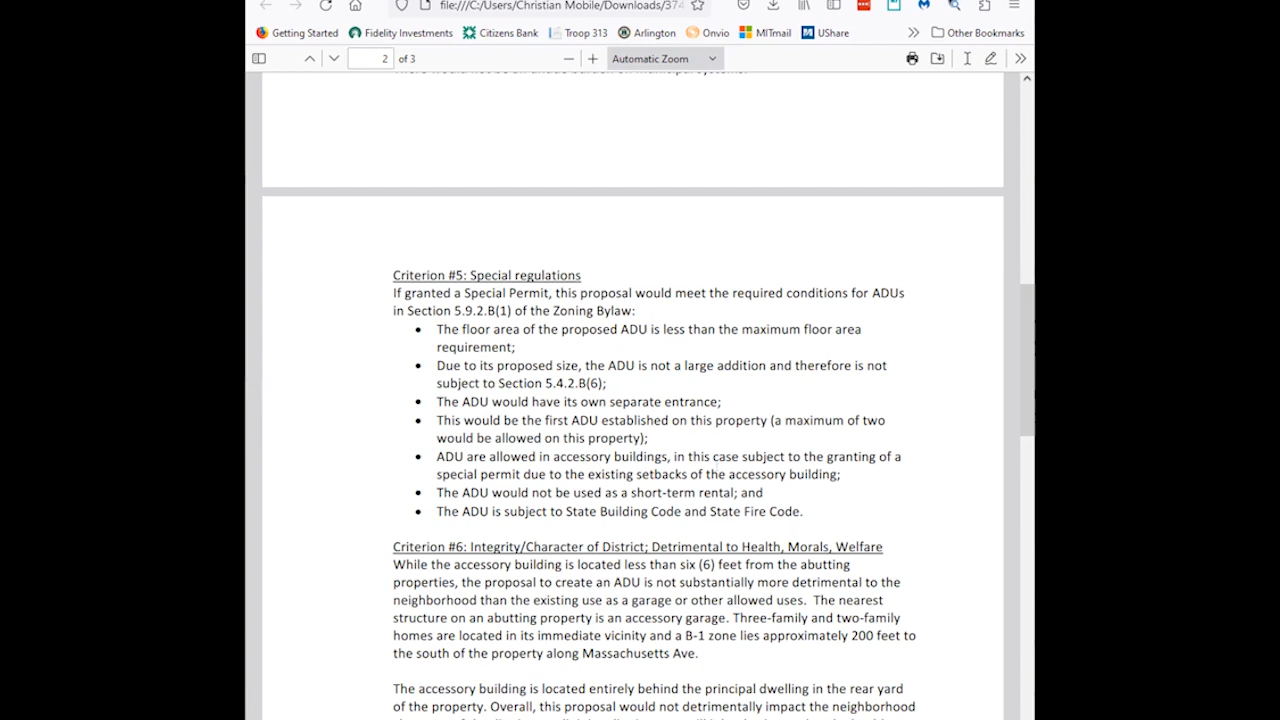 file:///C:/Users/Christian Mobile/Downloads/374
Getting Started Fidelity Investments Citizens Bank Troop 313 Arlington Onvio MITmail UShare Other Bookmarks
2 of 3 Automatic Zoom
Criterion #5: Special regulations
If granted a Special Permit, this proposal would meet the required conditions for ADUs
in Section 5.9.2.B(1) of the Zoning Bylaw:
• The floor area of the proposed ADU is less than the maximum floor area
requirement;
• Due to its proposed size, the ADU is not a large addition and therefore is not
subject to Section 5.4.2.B(6);
• The ADU would have its own separate entrance;
• This would be the first ADU established on this property (a maximum of two
would be allowed on this property);
• ADU are allowed in accessory buildings, in this case subject to the granting of a
special permit due to the existing setbacks of the accessory building;
• The ADU would not be used as a short-term rental; and
• The ADU is subject to State Building Code and State Fire Code.
Criterion #6: Integrity/Character of District; Detrimental to Health, Morals, Welfare
While the accessory building is located less than six (6) feet from the abutting
properties, the proposal to create an ADU is not substantially more detrimental to the
neighborhood than the existing use as a garage or other allowed uses.  The nearest
structure on an abutting property is an accessory garage. Three-family and two-family
homes are located in its immediate vicinity and a B-1 zone lies approximately 200 feet to
the south of the property along Massachusetts Ave.
The accessory building is located entirely behind the principal dwelling in the rear yard
of the property. Overall, this proposal would not detrimentally impact the neighborhood